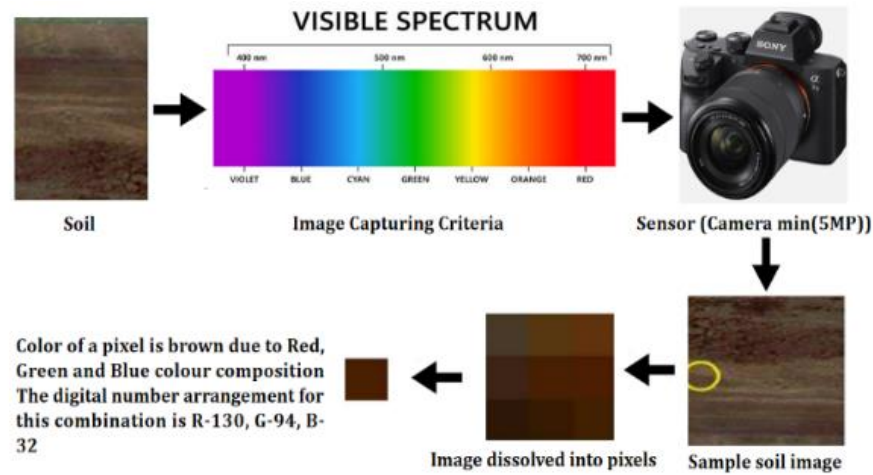 VISIBLE SPECTRUM
400 nm 500 nm 600 nm 700 nm
VIOLET BLUE CYAN GREEN YELLOW ORANGE RED
SONY
Soil
Image Capturing Criteria
Sensor (Camera min(5MP))
Color of a pixel is brown due to Red,
Green and Blue colour composition
The digital number arrangement for
this combination is R-130, G-94, B-
32
Image dissolved into pixels
Sample soil image